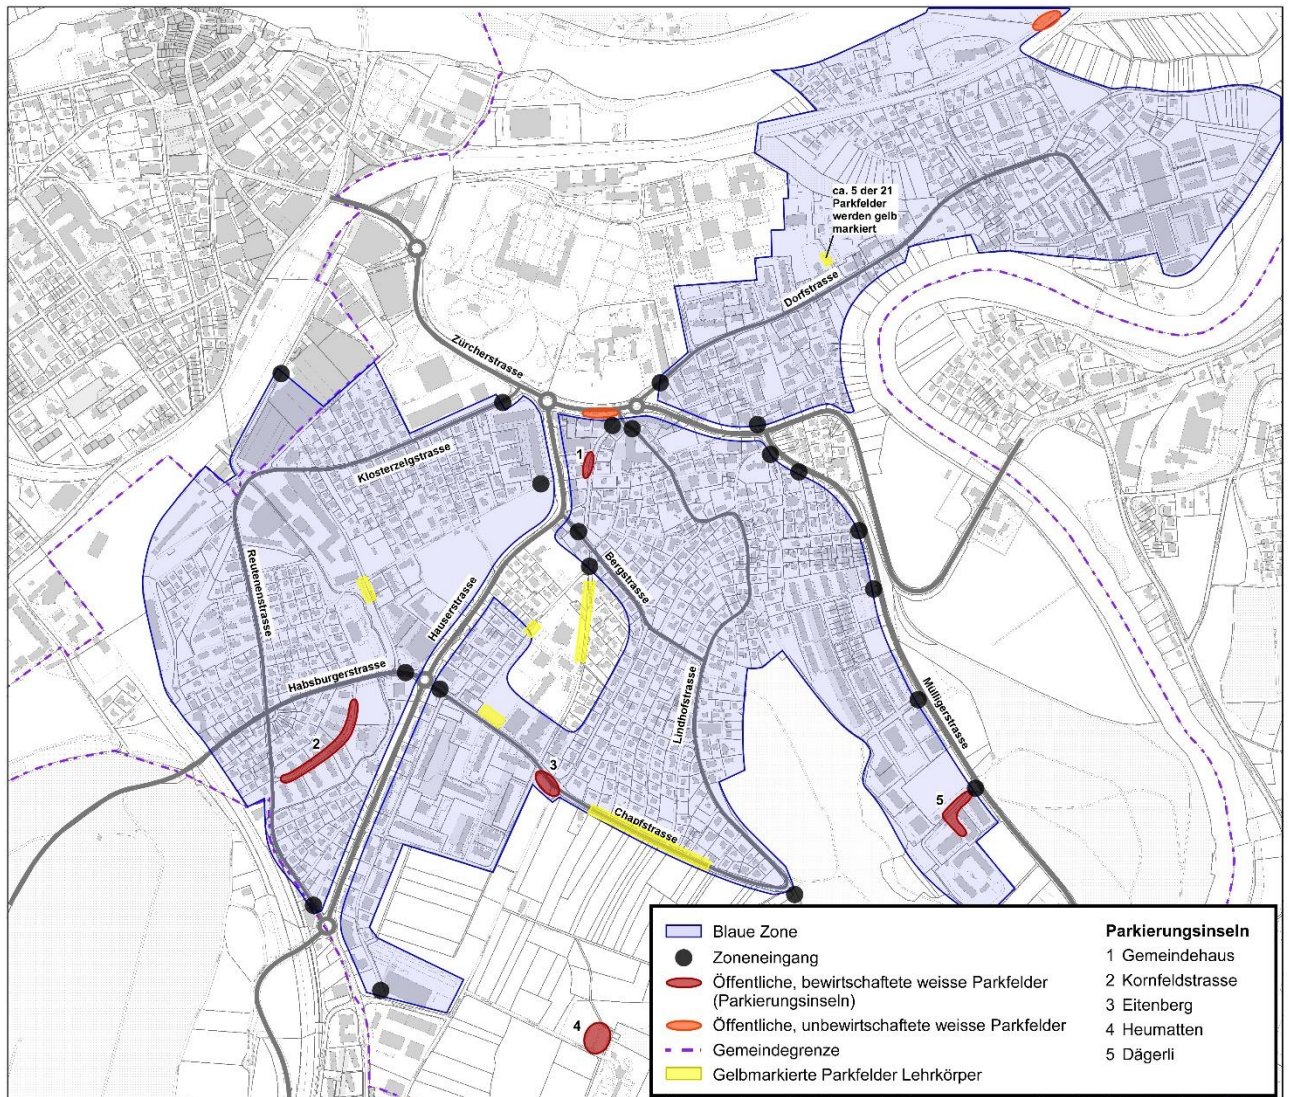 ca. 5 der 21
Parkfelder
werden gelb
markiert
Dorfstrasse
Zürcherstrasse
Klosterzelgstrasse
1
Reutenenstrasse
Hauserstrasse
Bergstrasse
Habsburgerstrasse
Lindhofstrasse
Mülligerstrasse
2
3
5
Chapfstrasse
4
Blaue Zone
Zoneneingang
Öffentliche, bewirtschaftete weisse Parkfelder
(Parkierungsinseln)
Öffentliche, unbewirtschaftete weisse Parkfelder
Gemeindegrenze
Gelbmarkierte Parkfelder Lehrkörper
Parkierungsinseln
1 Gemeindehaus
2 Kornfeldstrasse
3 Eitenberg
4 Heumatten
5 Dägerli